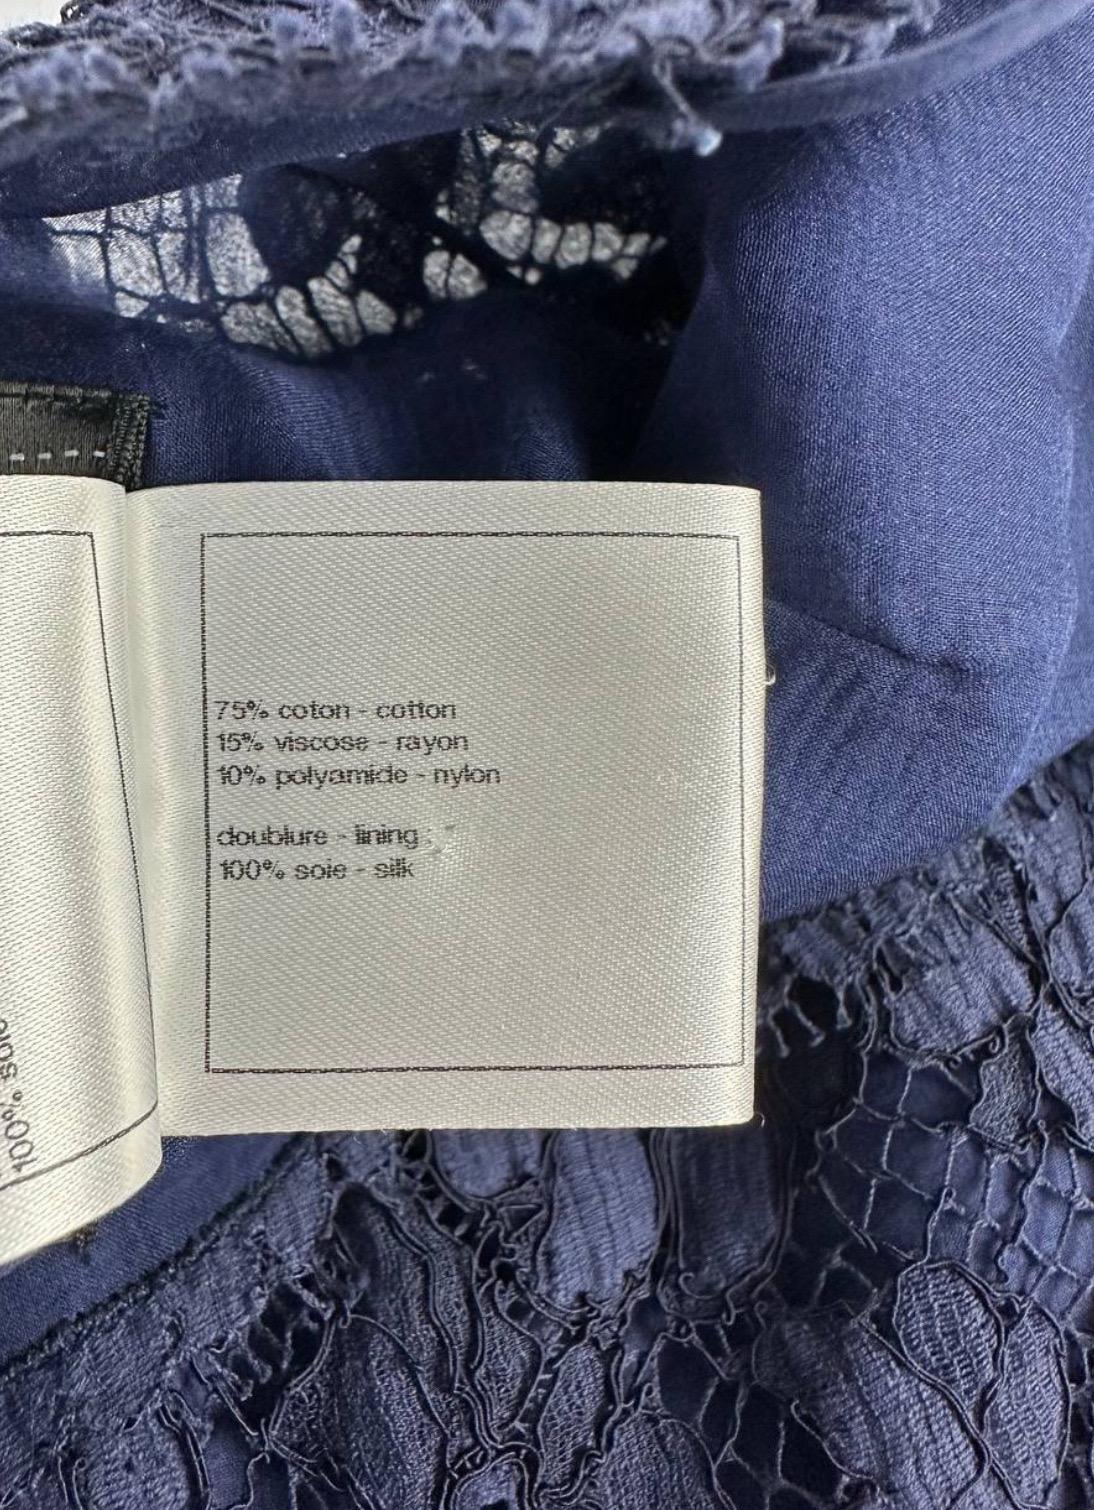 75% coton - cotton
15% viscose - rayon
10% polyamide - nylon
doublure - lining :
100% soie - silk
100% soie